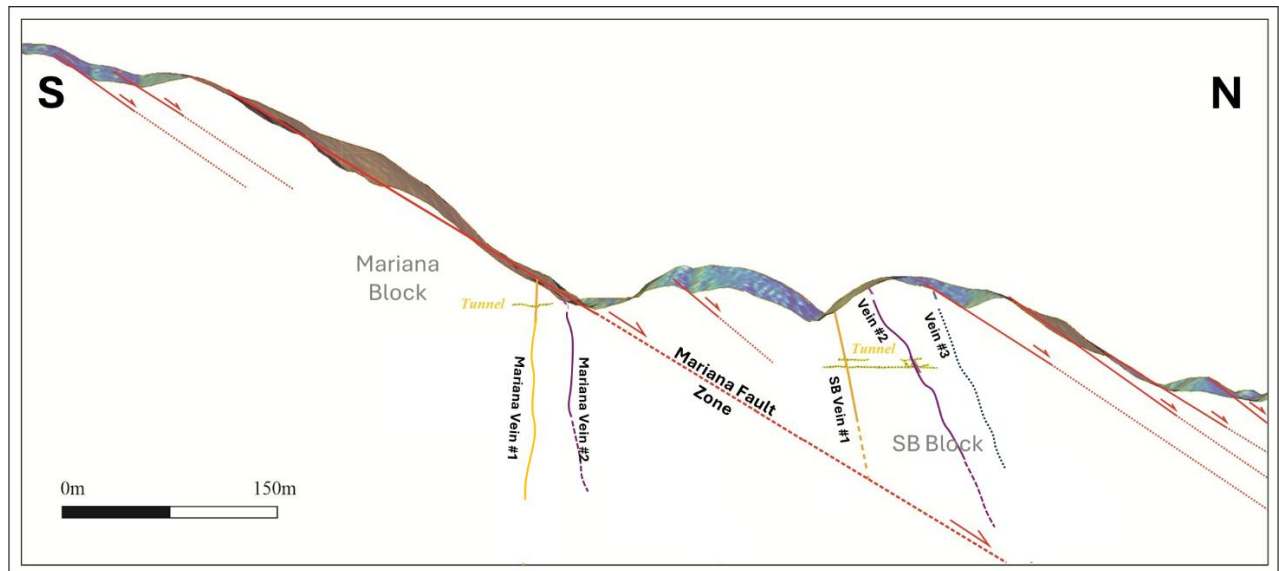 S
N
Mariana
Block
Tunnel
Mariana Vein #1
Mariana Vein #2
Mariana Fault
Zone
Vein #2
Vein #3
Tunnel
SB Vein #1
SB Block
0m
150m